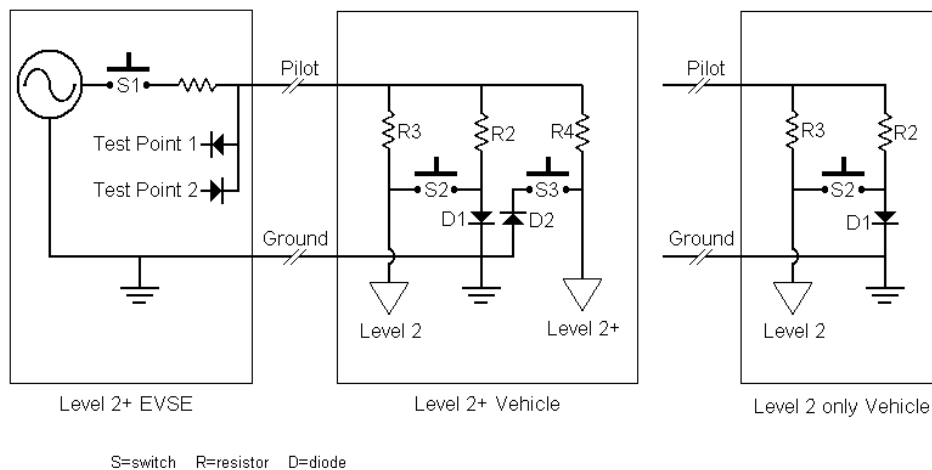 Pilot
S1
Test Point 1
Test Point 2
Ground
R3
R2
R4
S2
S3
D1
D2
Level 2
Level 2+
Pilot
R3
R2
S2
D1
Ground
Level 2
Level 2+ EVSE
Level 2+ Vehicle
Level 2 only Vehicle
S=switch R=resistor D=diode